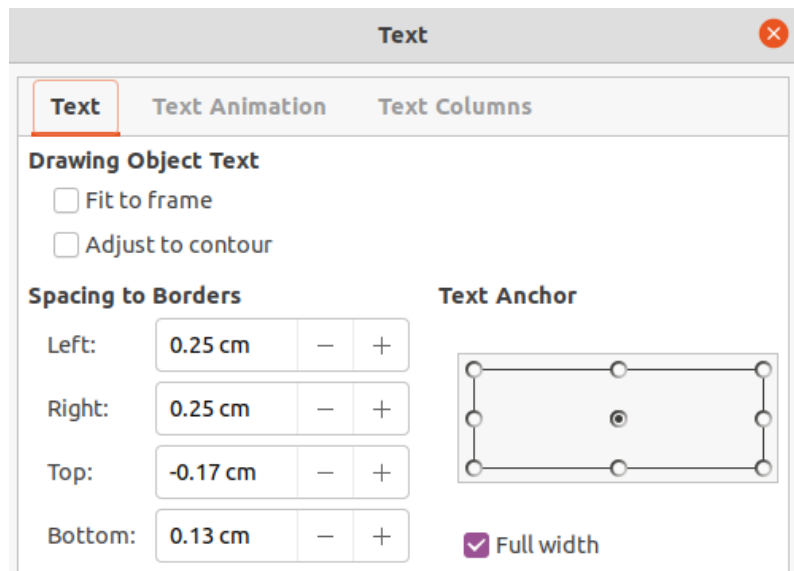 Text
Text Text Animation Text Columns
Drawing Object Text
Fit to frame
Adjust to contour
Spacing to Borders Text Anchor
Left: 0.25 cm − +
Right: 0.25 cm − +
Top: -0.17 cm − +
Bottom: 0.13 cm − +
Full width